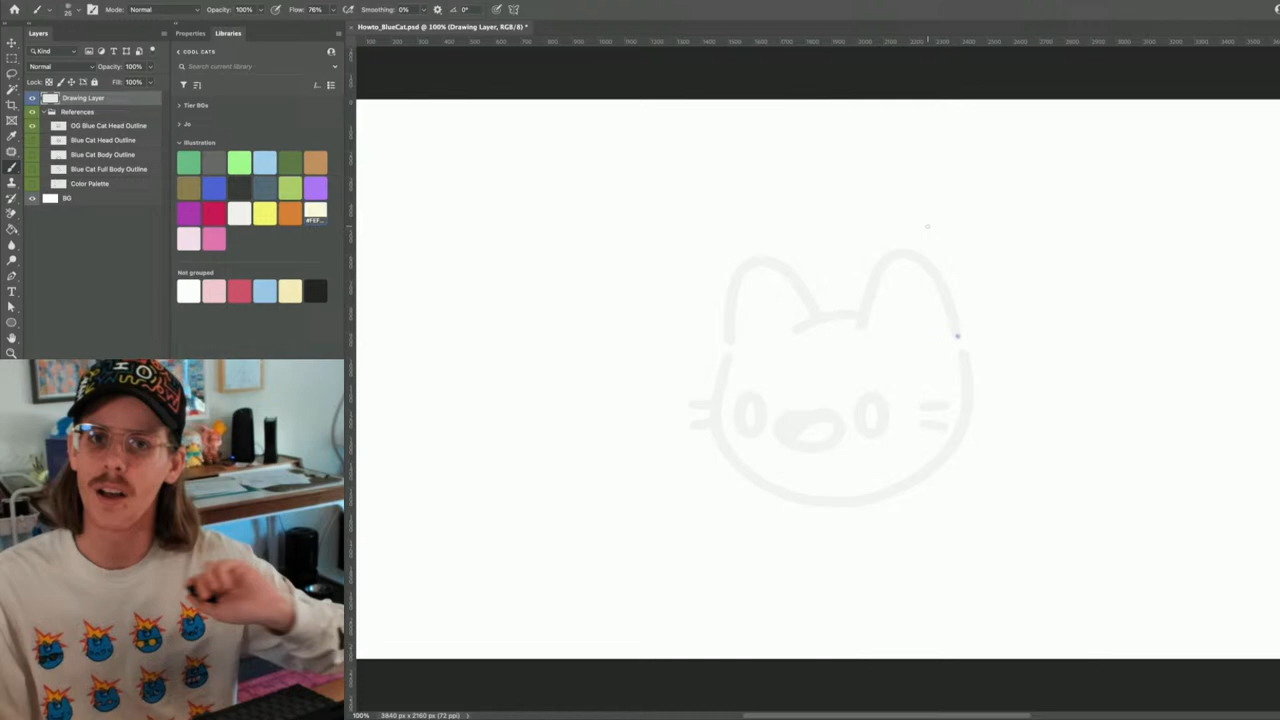 25
Mode: Normal
Opacity: 100%
Flow: 76%
Smoothing: 0%
0°
Layers
Properties
Libraries
Howto_BlueCat.psd @ 100% (Drawing Layer, RGB/8) *
Kind
COOL CATS
Normal
Opacity: 100%
Search current library
Lock:
Fill: 100%
Drawing Layer
References
OG Blue Cat Head Outline
Blue Cat Head Outline
Blue Cat Body Outline
Blue Cat Full Body Outline
Color Palette
BG
Tier BGs
Jo
Illustration
#FEF...
Not grouped
100%
3840 px x 2160 px (72 ppi)